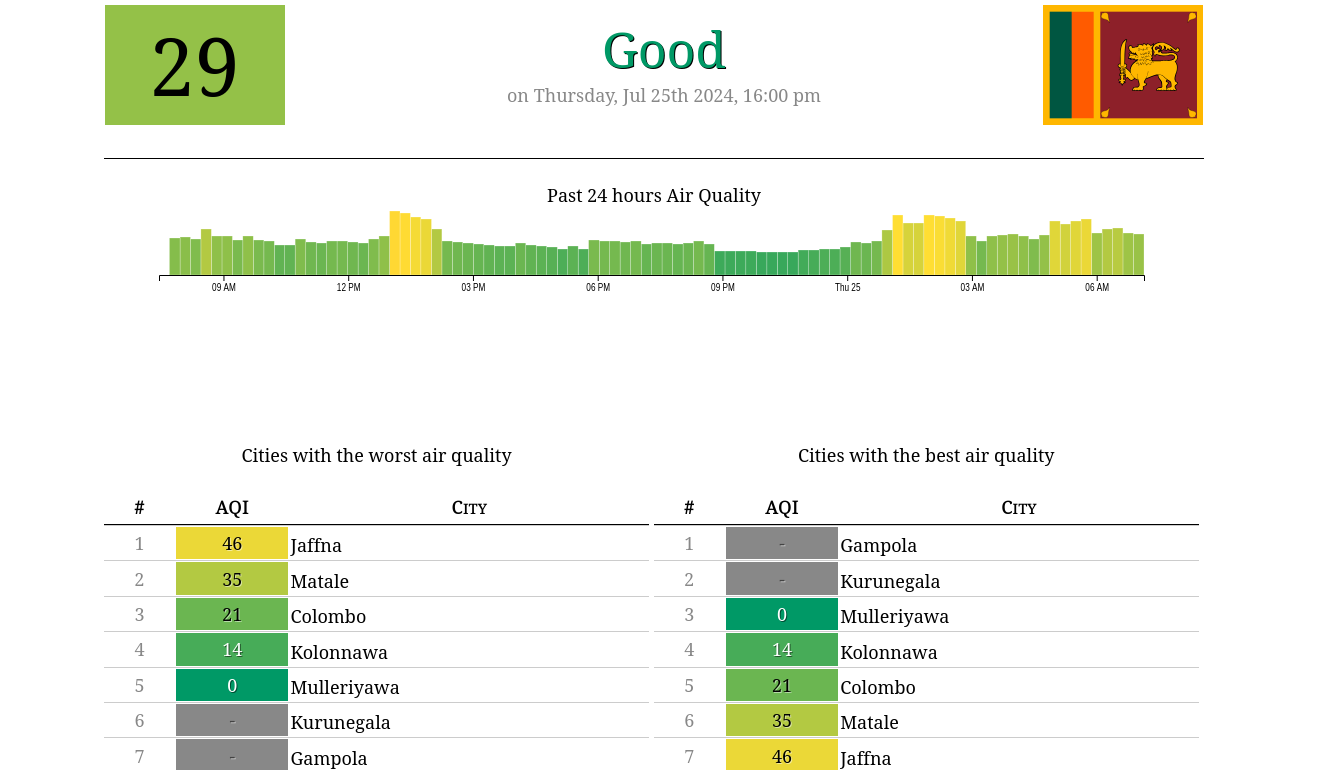 29
Good
on Thursday, Jul 25th 2024, 16:00 pm
Past 24 hours Air Quality
09 AM 12 PM 03 PM 06 PM 09 PM Thu 25 03 AM 06 AM
Cities with the worst air quality
# AQI City
1 46 Jaffna
2 35 Matale
3 21 Colombo
4 14 Kolonnawa
5 0 Mulleriyawa
6 - Kurunegala
7 - Gampola
Cities with the best air quality
# AQI City
1 - Gampola
2 - Kurunegala
3 0 Mulleriyawa
4 14 Kolonnawa
5 21 Colombo
6 35 Matale
7 46 Jaffna